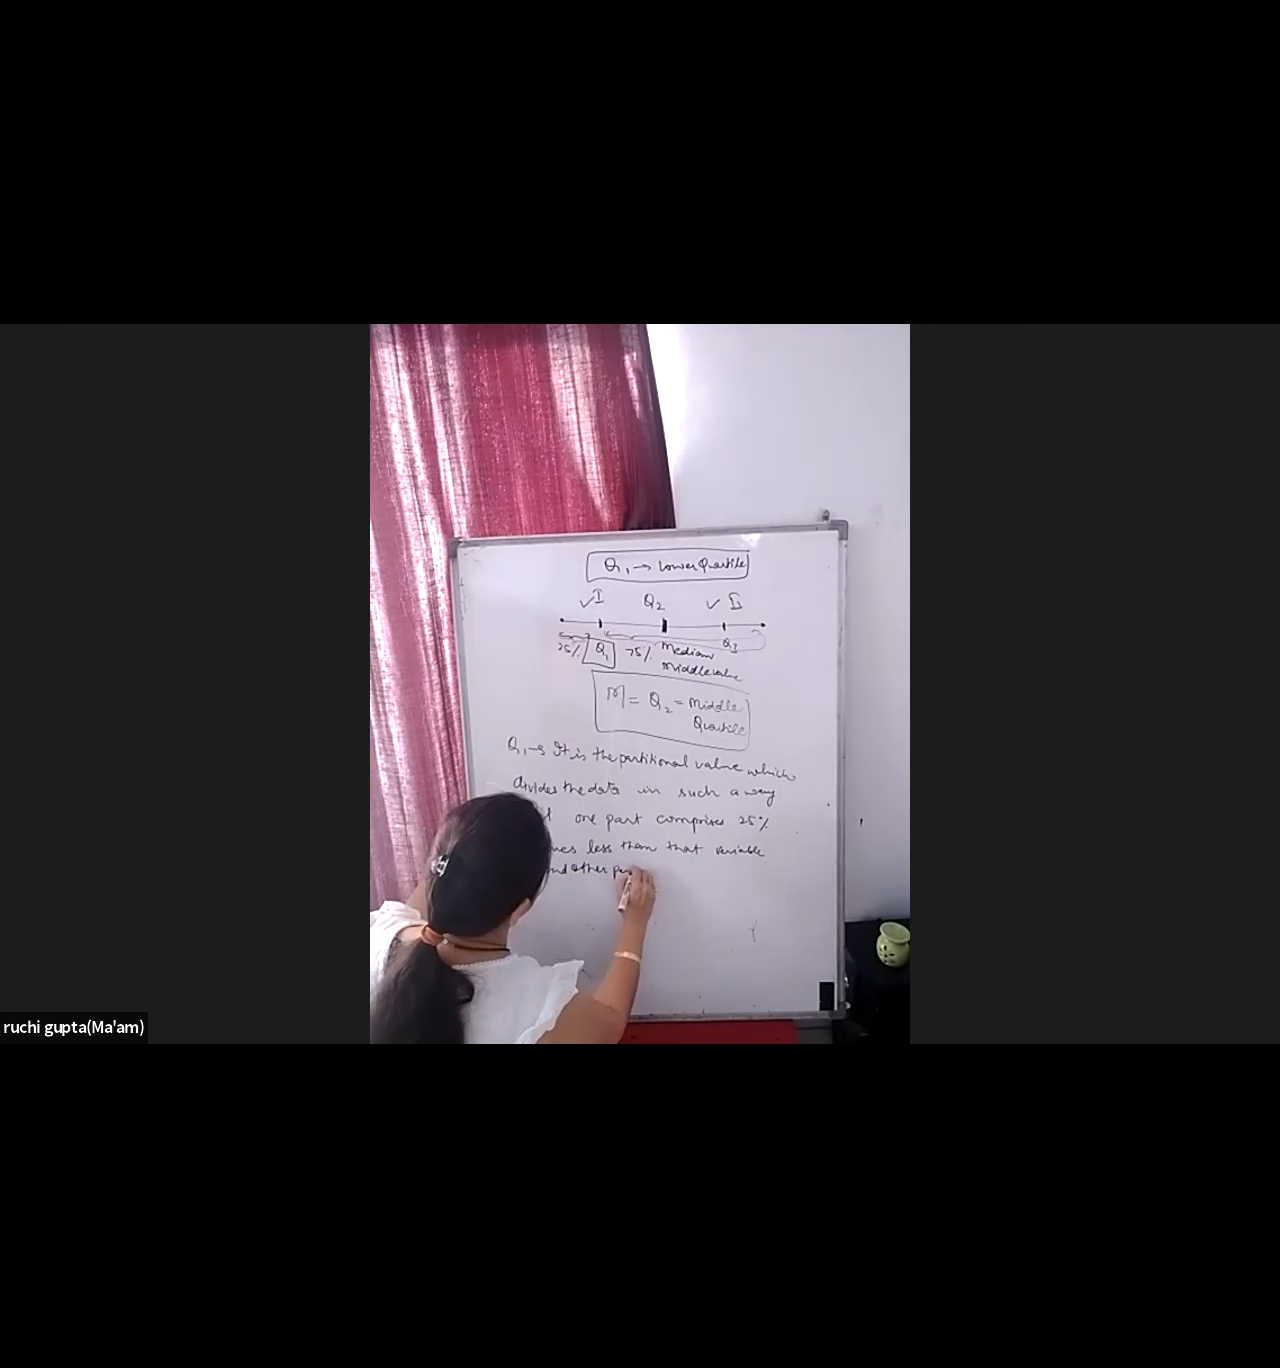 Q1 → Lower Quartile
✓ I Q2 ✓ II
25% Q1 75% Median Q3
Middle value
M = Q2 = Middle
Quartile
Q1 → It is the partitional value which
divides the data in such a way
one part comprises 25%
less than that variable
other
ruchi gupta(Ma'am)